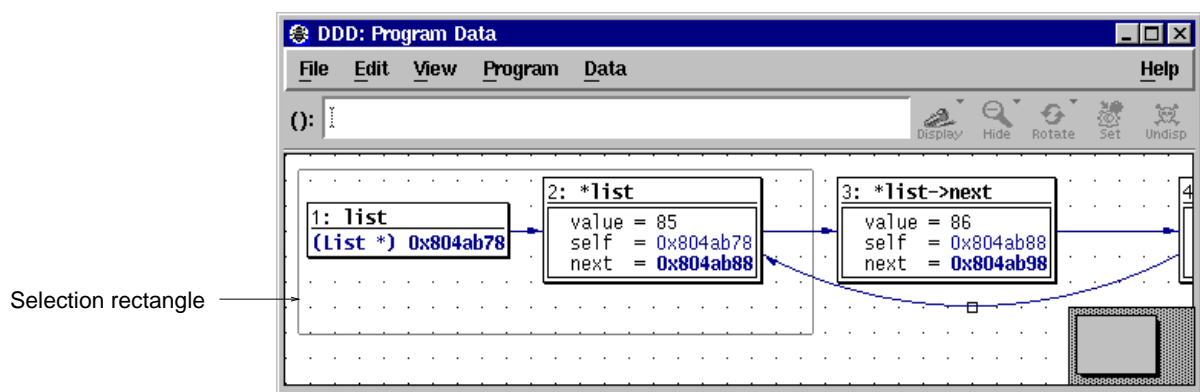 DDD: Program Data
File Edit View Program Data Help
():
Display Hide Rotate Set Undisp
1: list
(List *) 0x804ab78
2: *list
value = 85
self = 0x804ab78
next = 0x804ab88
3: *list->next
value = 86
self = 0x804ab88
next = 0x804ab98
4
Selection rectangle